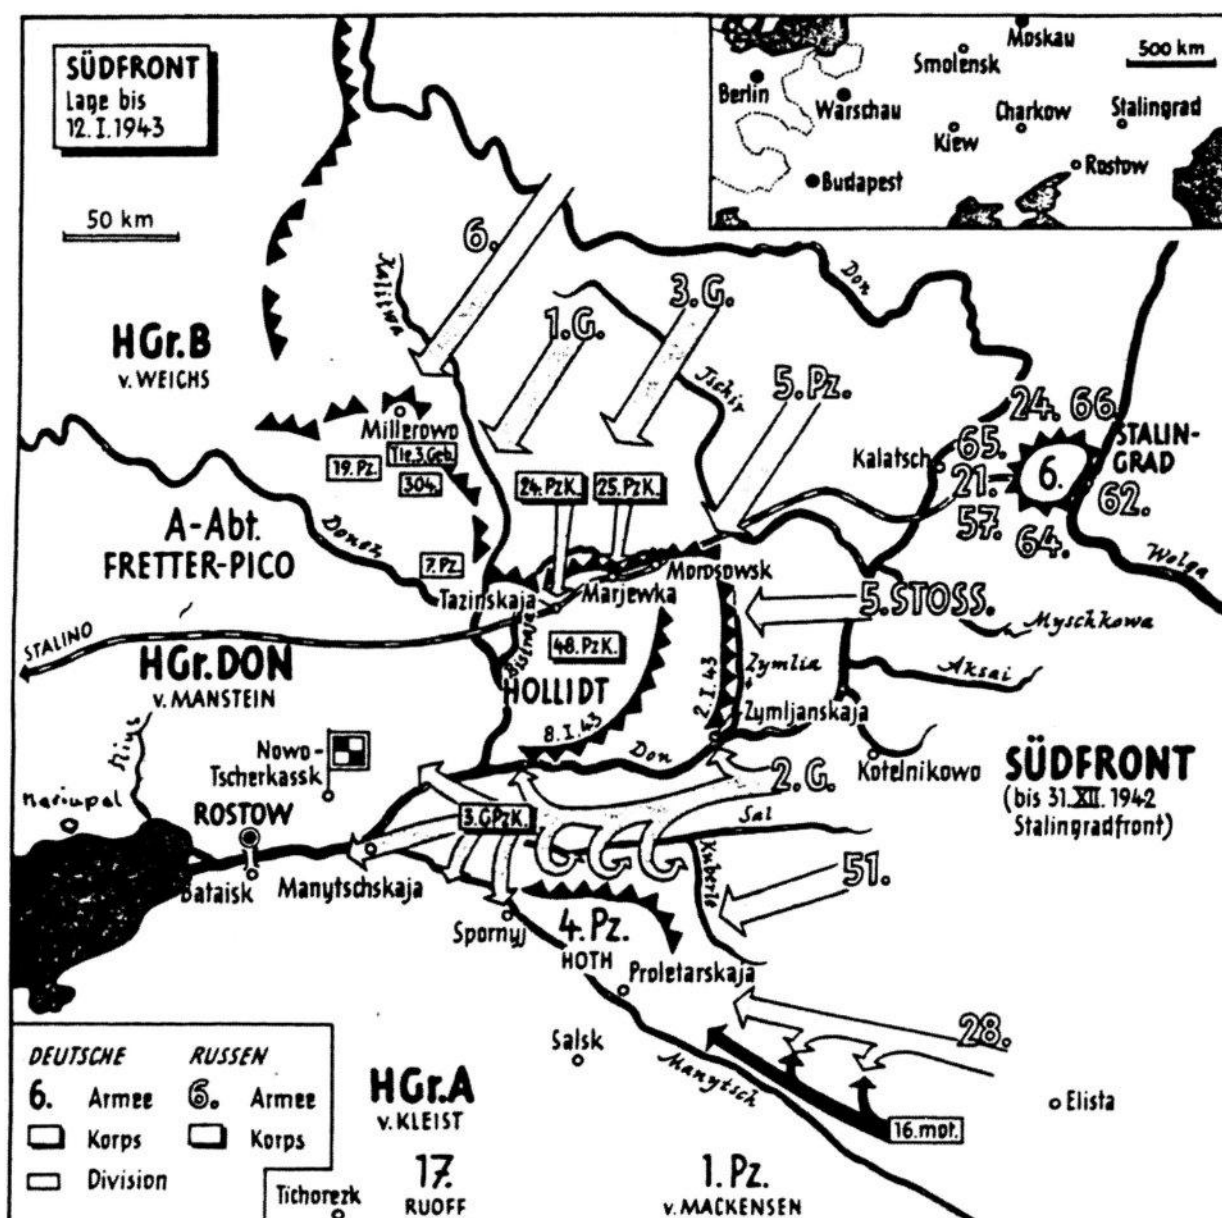 SÜDFRONT
Lage bis
12.I.1943
50 km
Moskau
Smolensk
500 km
Berlin
Warschau
Charkow
Stalingrad
Kiew
Rostow
Budapest
6.
Kalitwa
1.G.
3.G.
Don
HGr.B
v. WEICHS
Tschir
5.Pz.
24. 66.
Millerowo
19. Pz.
Tle.3.Geb.
304.
24.PzK.
25.PzK.
Kalatsch
65.
21.
57.
6.
STALIN-
GRAD
62.
64.
Wolga
A-Abt.
FRETTER-PICO
Donez
7.Pz.
Tazinskaja
Marjewka
Morosowsk
5.STOSS.
Myschkowa
STALINO
Bistraja
48.PzK.
HGr.DON
v. MANSTEIN
HOLLIDT
8.I.43
2.I.43
Zymlia
Aksai
Zymljanskaja
Mius
Nowo-
Tscherkassk
Don
Kotelnikowo
SÜDFRONT
(bis 31.XII. 1942
Stalingradfront)
Mariupol
ROSTOW
3.GPzK.
2.G.
Sal
Bataisk
Manytschskaja
Kuberle
51.
Spornyj
4.Pz.
HOTH
Proletarskaja
28.
Salsk
Manytsch
Elista
16.mot.
DEUTSCHE RUSSEN
6. Armee 6. Armee
Korps Korps
Division
HGr.A
v. KLEIST
17.
RUOFF
1.Pz.
v. MACKENSEN
Tichorezk